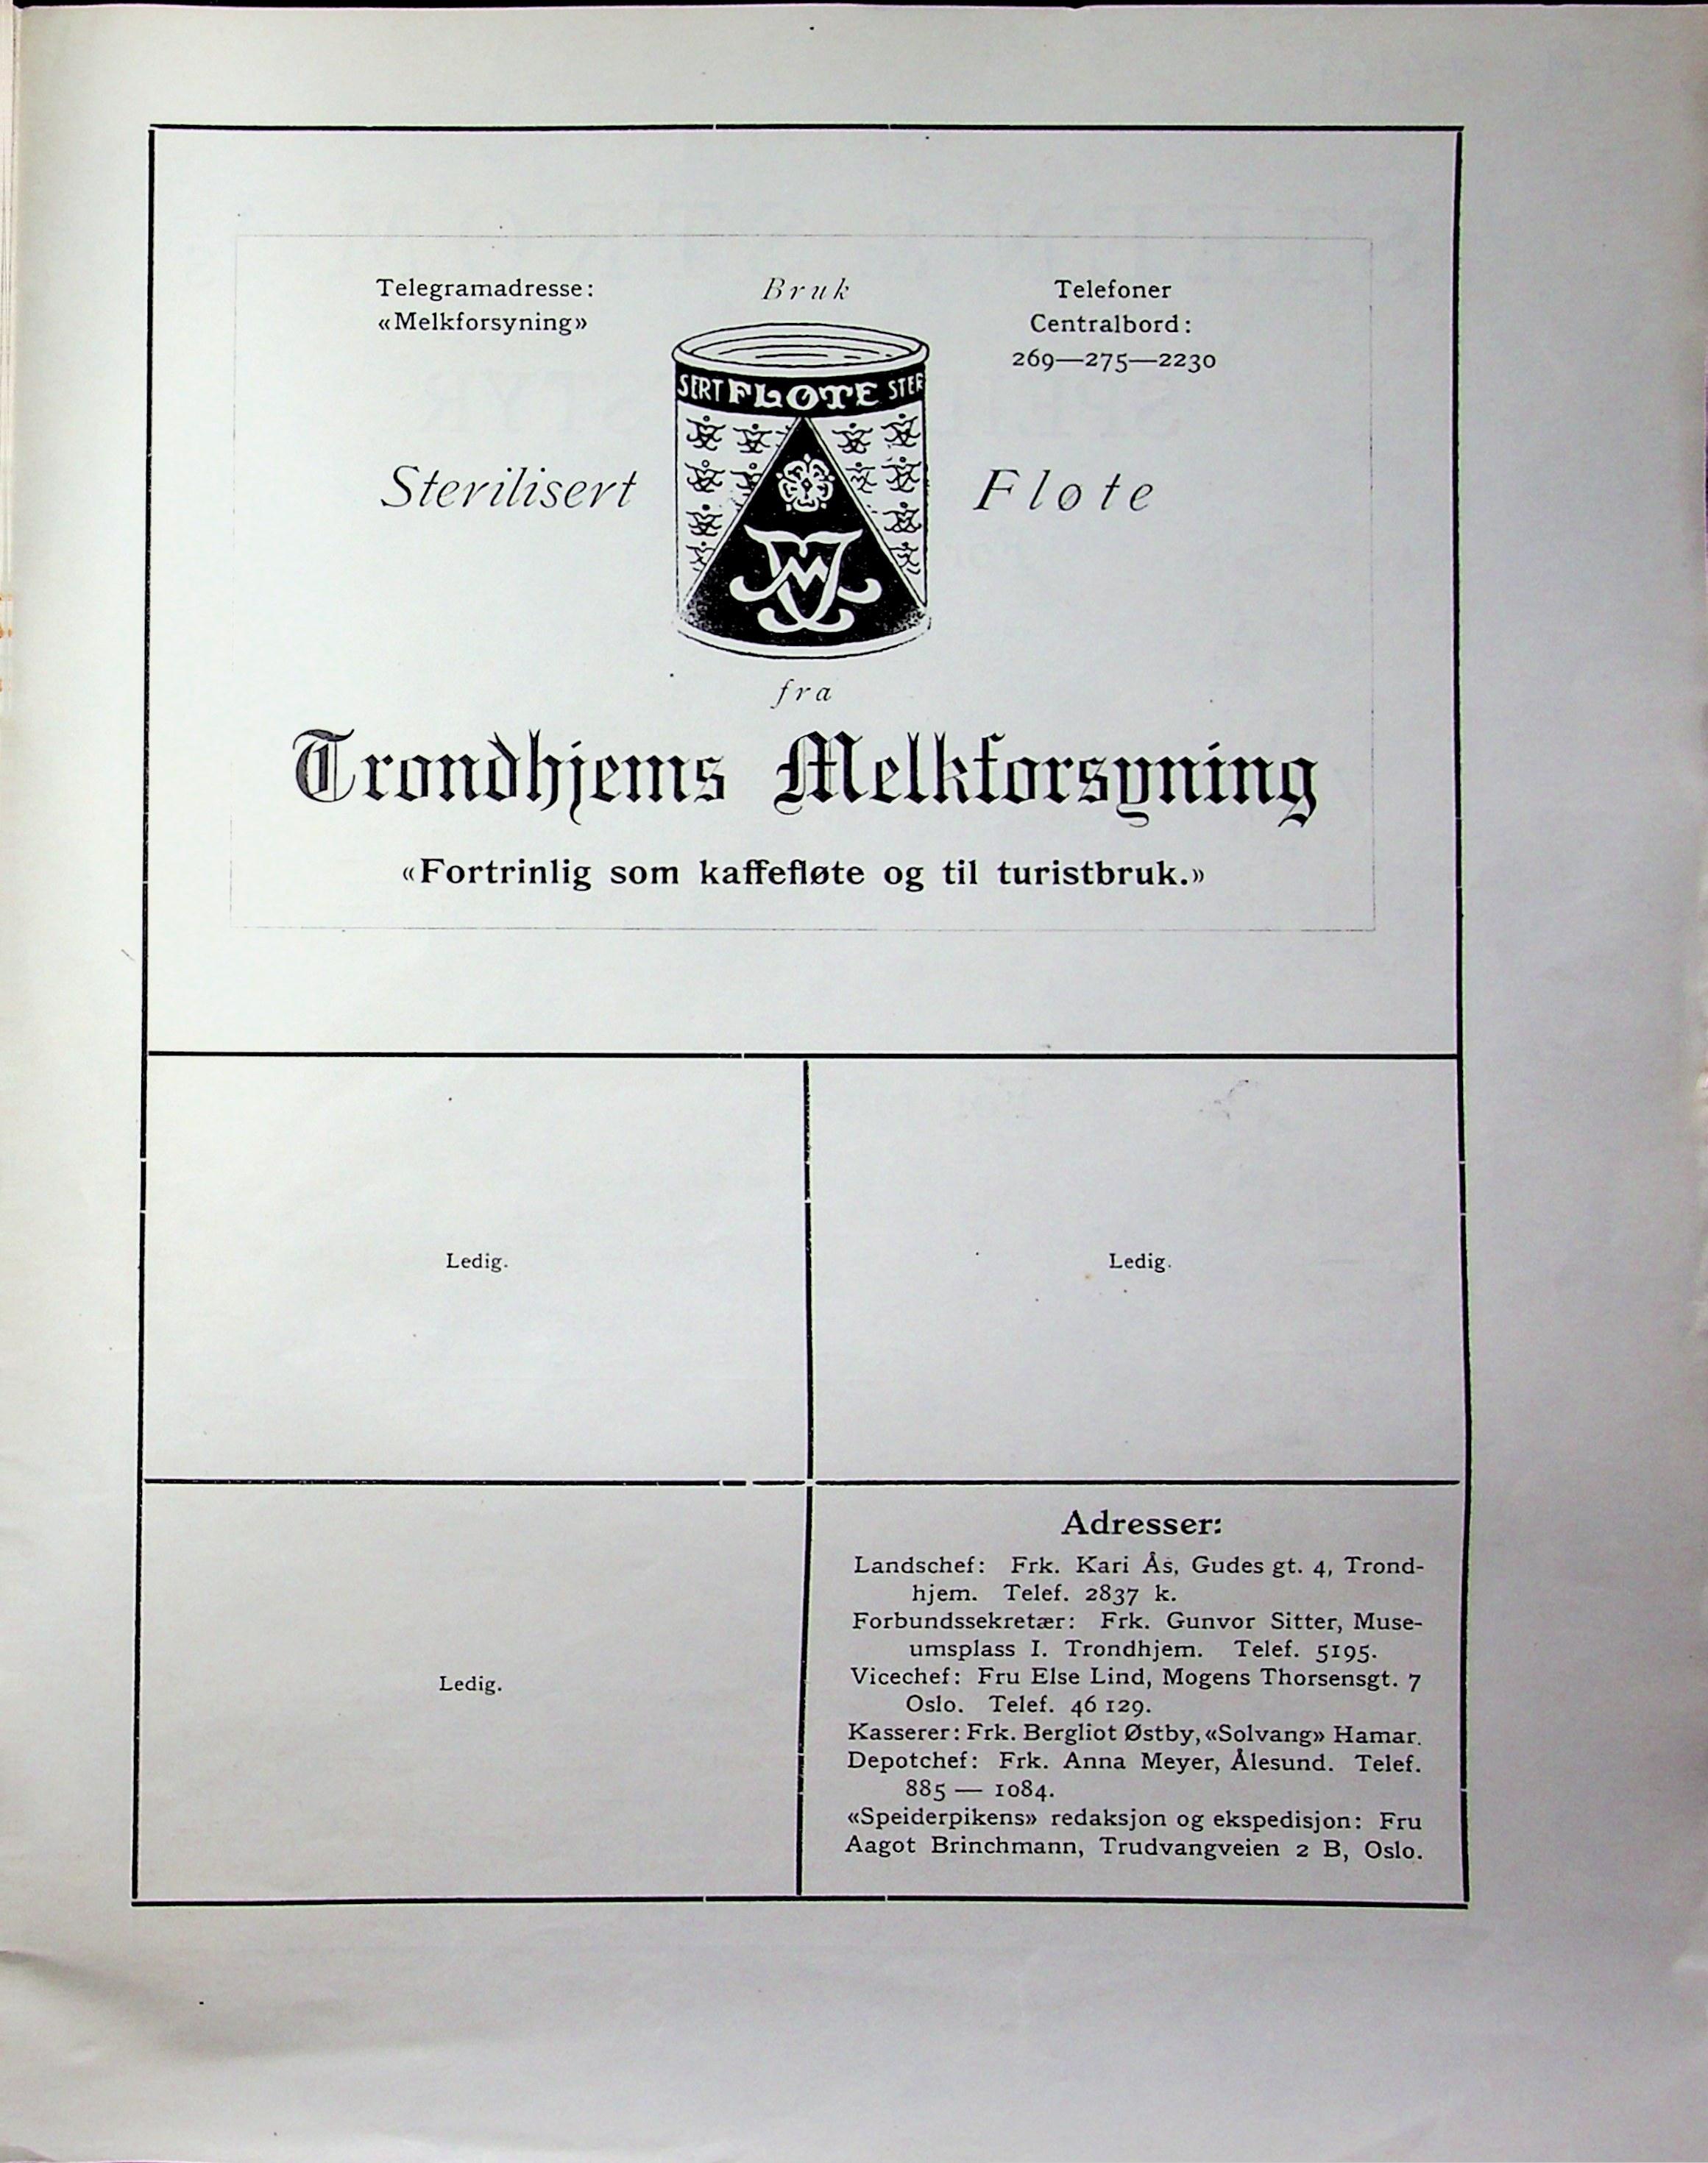 Telegramadresse:
«Melkforsyning»
Bruk
Telefoner
Centralbord:
269—275—2230
SERT FLØTE STER
Sterilisert
Fløte
fra
Trondhjems Melkforsyning
«Fortrinlig som kaffefløte og til turistbruk.»
Ledig.
Ledig.
Ledig.
Adresser:
Landschef: Frk. Kari Ås, Gudes gt. 4, Trond-
hjem. Telef. 2837 k.
Forbundssekretær: Frk. Gunvor Sitter, Muse-
umsplass I. Trondhjem. Telef. 5195.
Vicechef: Fru Else Lind, Mogens Thorsensgt. 7
Oslo. Telef. 46 129.
Kasserer: Frk. Bergliot Østby, «Solvang» Hamar.
Depotchef: Frk. Anna Meyer, Ålesund. Telef.
885 — 1084.
«Speiderpikens» redaksjon og ekspedisjon: Fru
Aagot Brinchmann, Trudvangveien 2 B, Oslo.